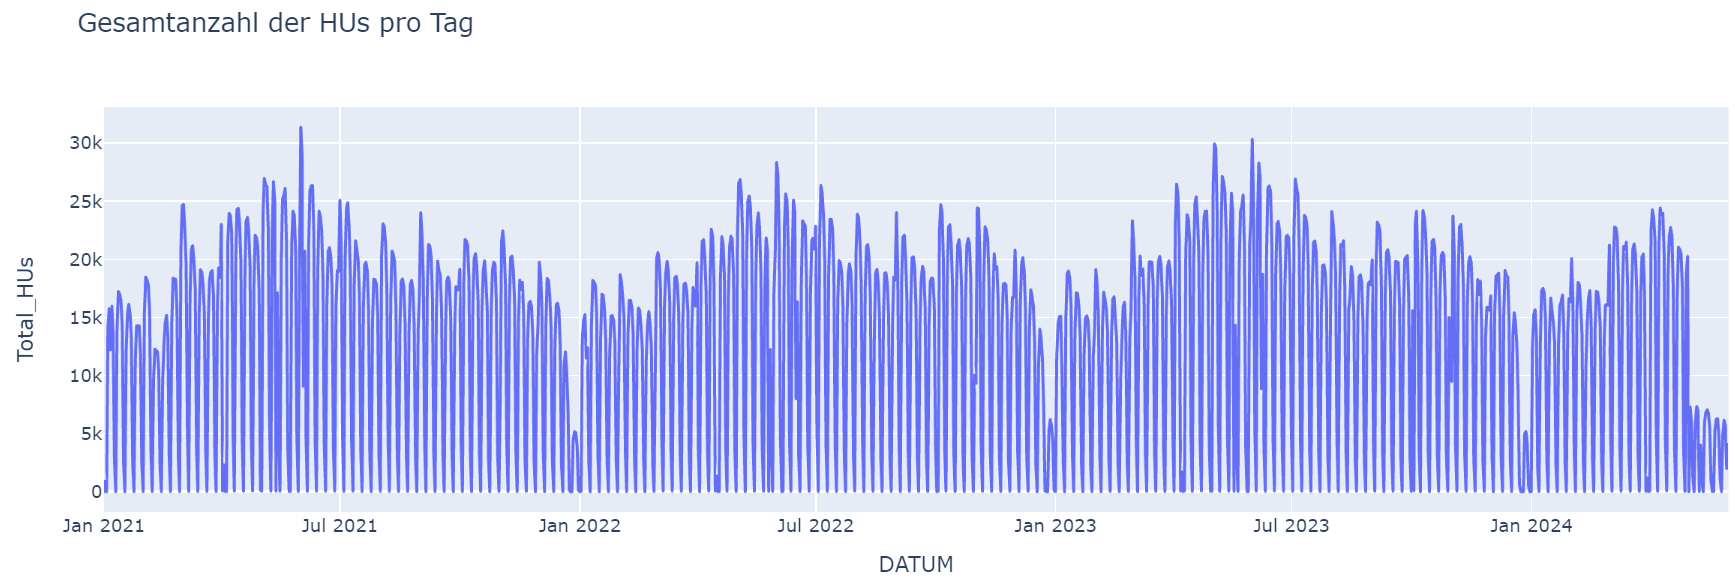 Gesamtanzahl der HUs pro Tag
30k
25k
20k
15k
10k
5k
0
Total_HUs
Jan 2021
Jul 2021
Jan 2022
Jul 2022
Jan 2023
Jul 2023
Jan 2024
DATUM